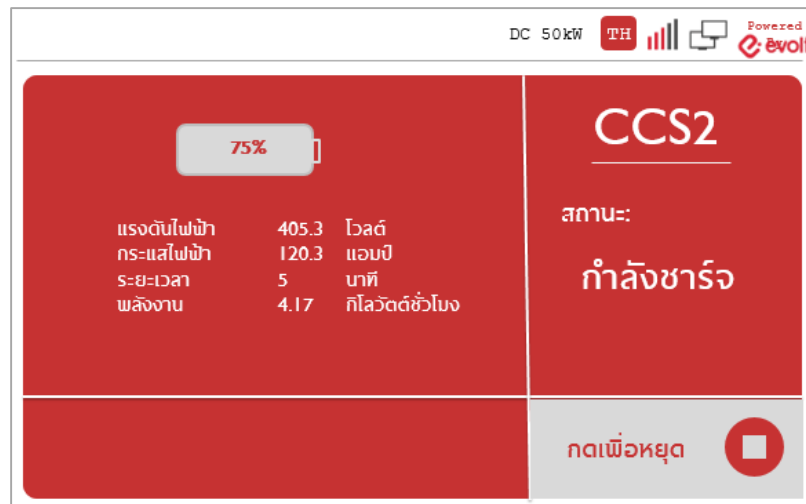 DC 50kW TH Powered
evolt
75%
CCS2
แรงดันไฟฟ้า 405.3 โวลต์
กระแสไฟฟ้า 120.3 แอมป์
ระยะเวลา 5 นาที
พลังงาน 4.17 กิโลวัตต์ชั่วโมง
สถานะ:
กำลังชาร์จ
กดเพื่อหยุด